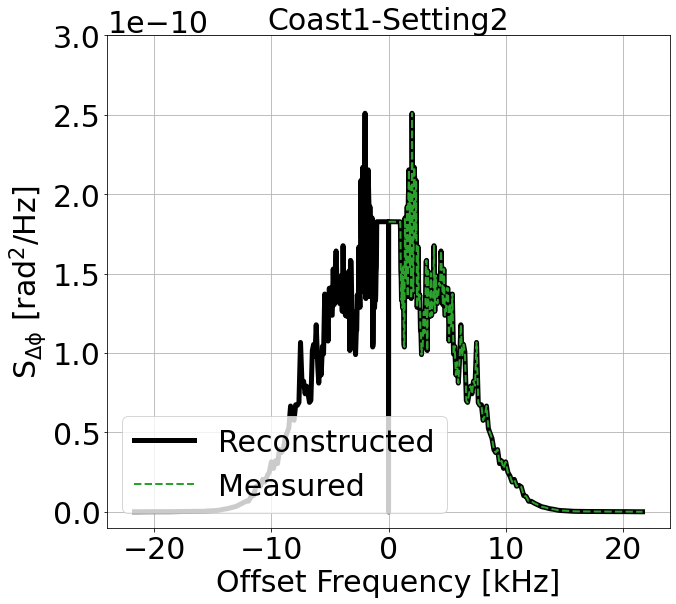 Coast1-Setting2
1e−10
3.0
2.5
2.0
1.5
1.0
0.5
0.0
S_Δϕ [rad²/Hz]
Reconstructed
Measured
−20 −10 0 10 20
Offset Frequency [kHz]